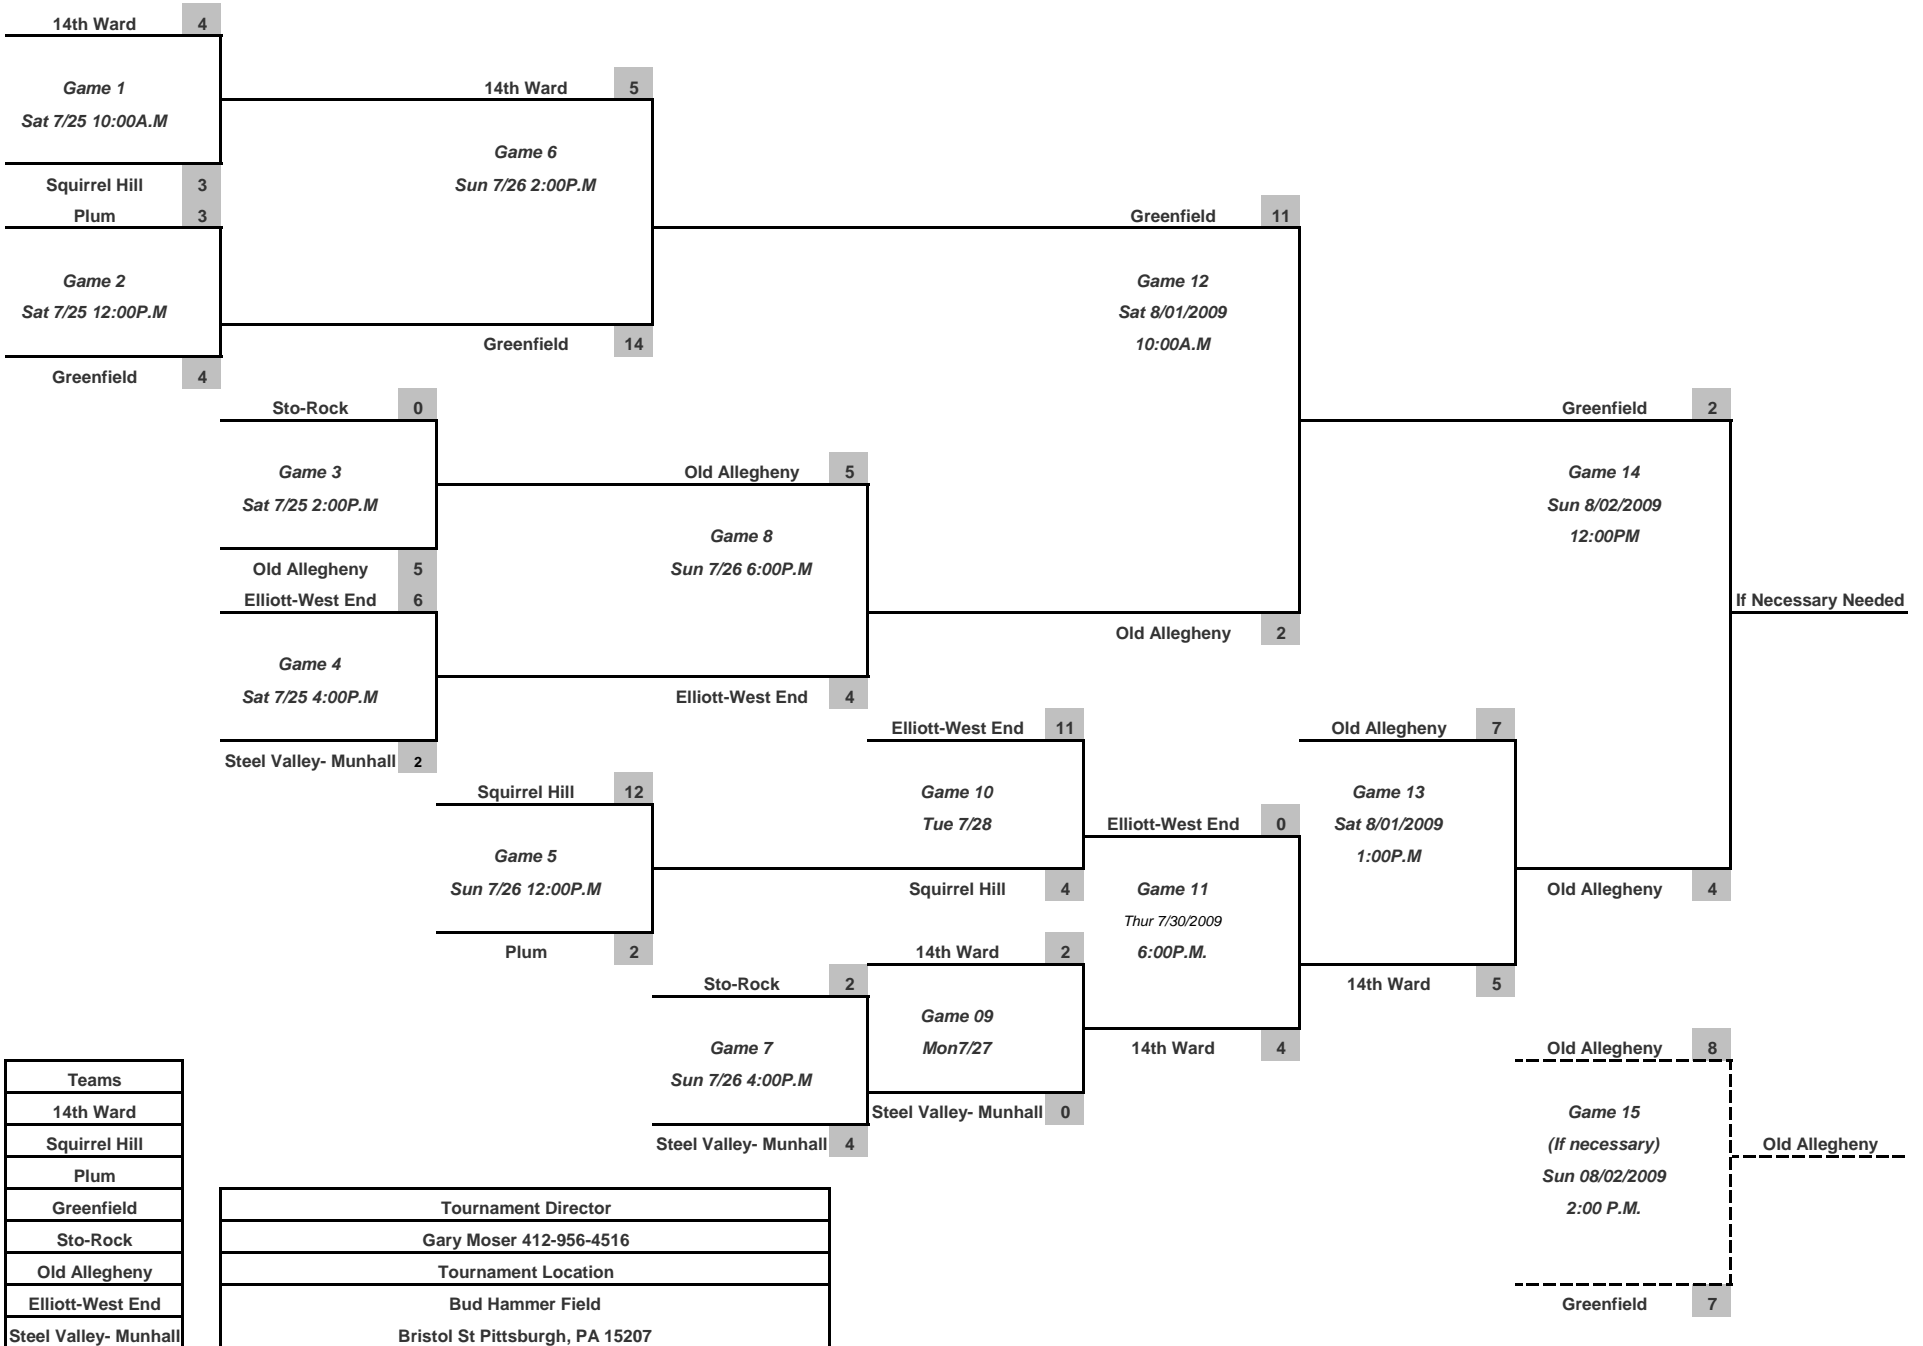 14th Ward 4
Game 1
Sat 7/25 10:00A.M
Squirrel Hill 3
Plum 3
Game 2
Sat 7/25 12:00P.M
Greenfield 4
14th Ward 5
Game 6
Sun 7/26 2:00P.M
Greenfield 14
Sto-Rock 0
Game 3
Sat 7/25 2:00P.M
Old Allegheny 5
Elliott-West End 6
Game 4
Sat 7/25 4:00P.M
Steel Valley- Munhall 2
Old Allegheny 5
Game 8
Sun 7/26 6:00P.M
Elliott-West End 4
Greenfield 11
Game 12
Sat 8/01/2009
10:00A.M
Old Allegheny 2
Greenfield 2
Game 14
Sun 8/02/2009
12:00PM
Old Allegheny 4
If Necessary Needed
Squirrel Hill 12
Game 5
Sun 7/26 12:00P.M
Plum 2
Elliott-West End 11
Game 10
Tue 7/28
Squirrel Hill 4
Sto-Rock 2
Game 7
Sun 7/26 4:00P.M
Steel Valley- Munhall 4
14th Ward 2
Game 09
Mon7/27
Steel Valley- Munhall 0
Elliott-West End 0
Game 11
Thur 7/30/2009
6:00P.M.
14th Ward 4
Old Allegheny 7
Game 13
Sat 8/01/2009
1:00P.M
14th Ward 5
Old Allegheny 8
Game 15
(If necessary)
Sun 08/02/2009
2:00 P.M.
Greenfield 7
Old Allegheny
Teams
14th Ward
Squirrel Hill
Plum
Greenfield
Sto-Rock
Old Allegheny
Elliott-West End
Steel Valley- Munhall
Tournament Director
Gary Moser 412-956-4516
Tournament Location
Bud Hammer Field
Bristol St Pittsburgh, PA 15207